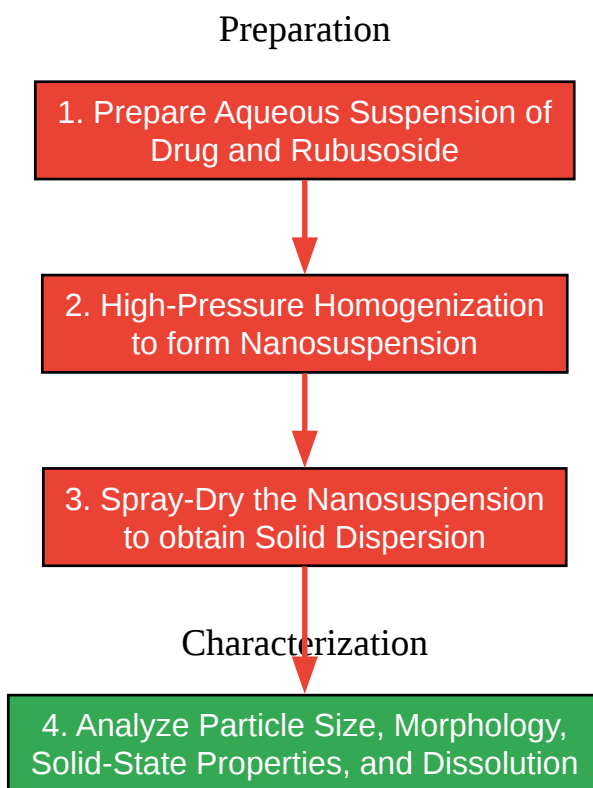 Preparation
1. Prepare Aqueous Suspension of
Drug and Rubusoside
2. High-Pressure Homogenization
to form Nanosuspension
3. Spray-Dry the Nanosuspension
to obtain Solid Dispersion
Characterization
4. Analyze Particle Size, Morphology,
Solid-State Properties, and Dissolution